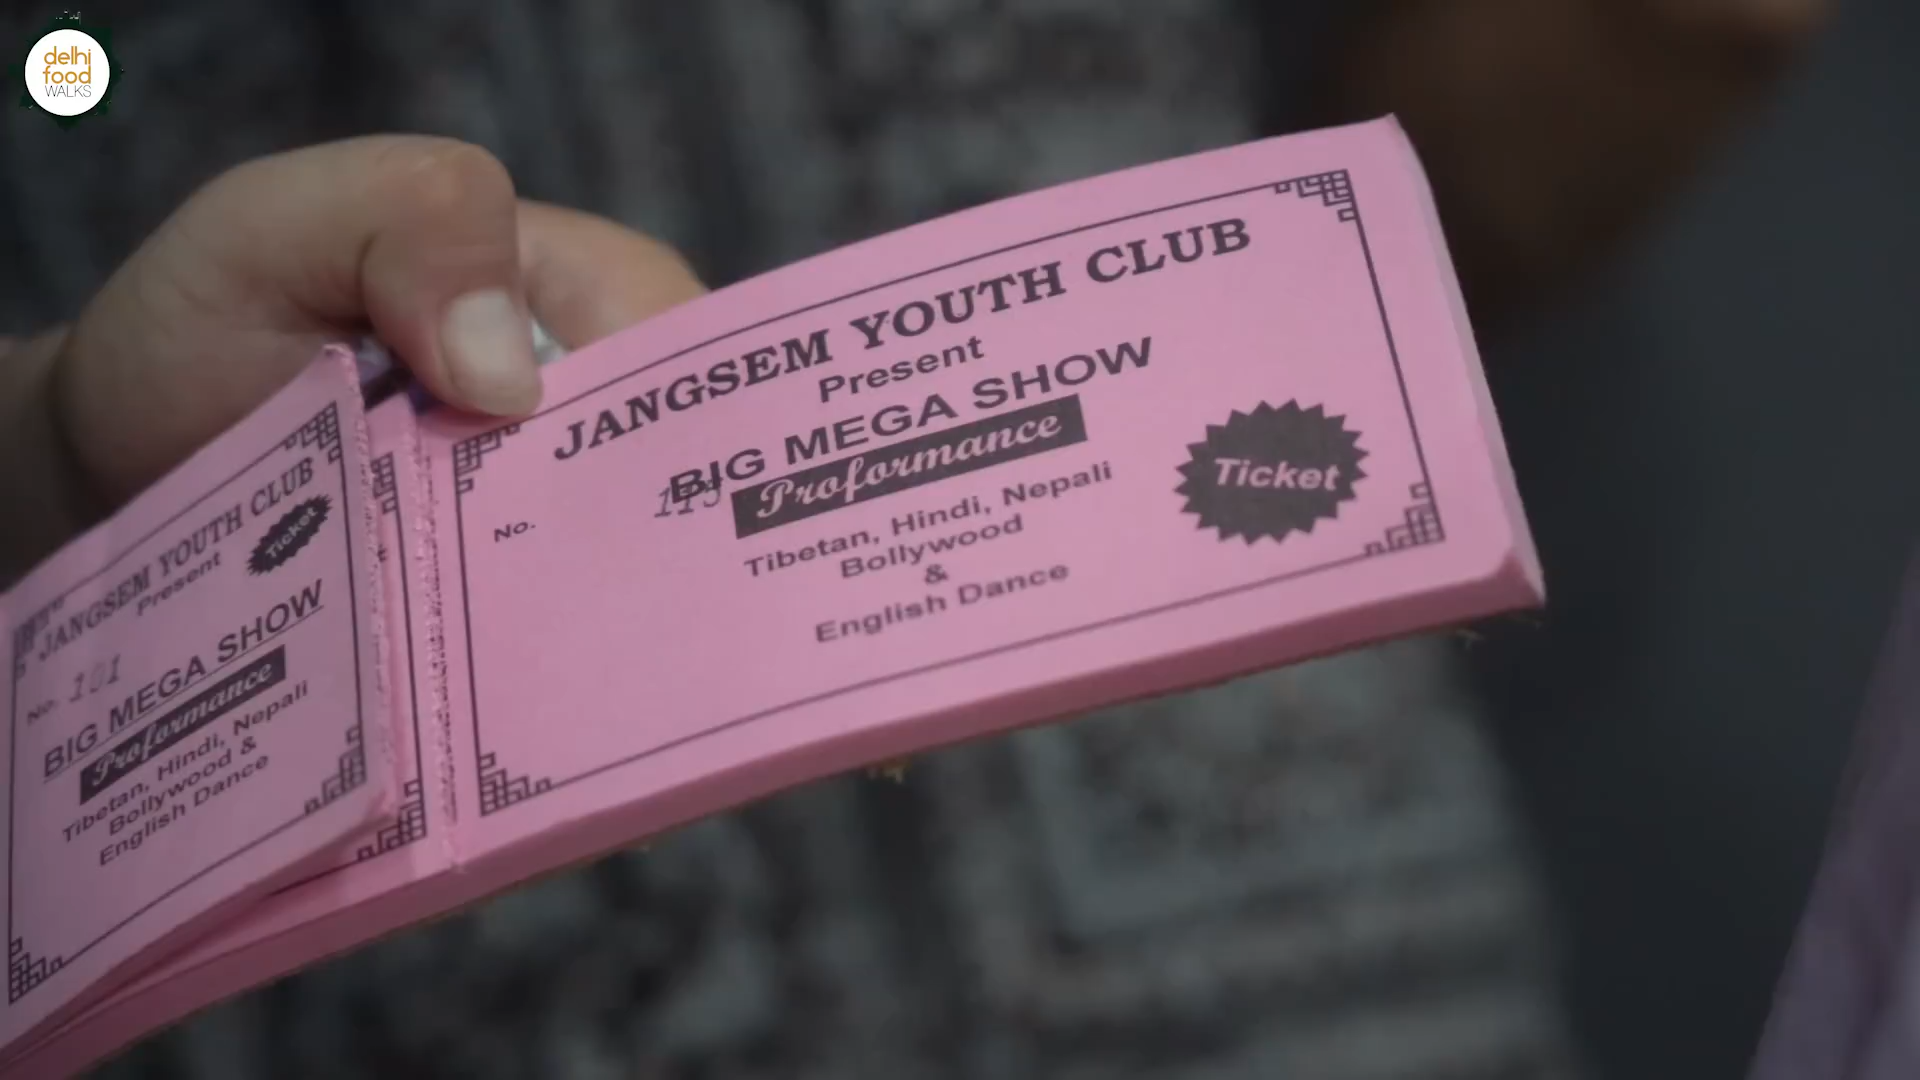 delhi
food
WALKS
JANGSEM YOUTH CLUB
Present
Ticket
No. 101
BIG MEGA SHOW
Proformance
Tibetan, Hindi, Nepali
Bollywood &
English Dance
JANGSEM YOUTH CLUB
Present
BIG MEGA SHOW
Proformance
No.
Tibetan, Hindi, Nepali
Bollywood
&
English Dance
Ticket